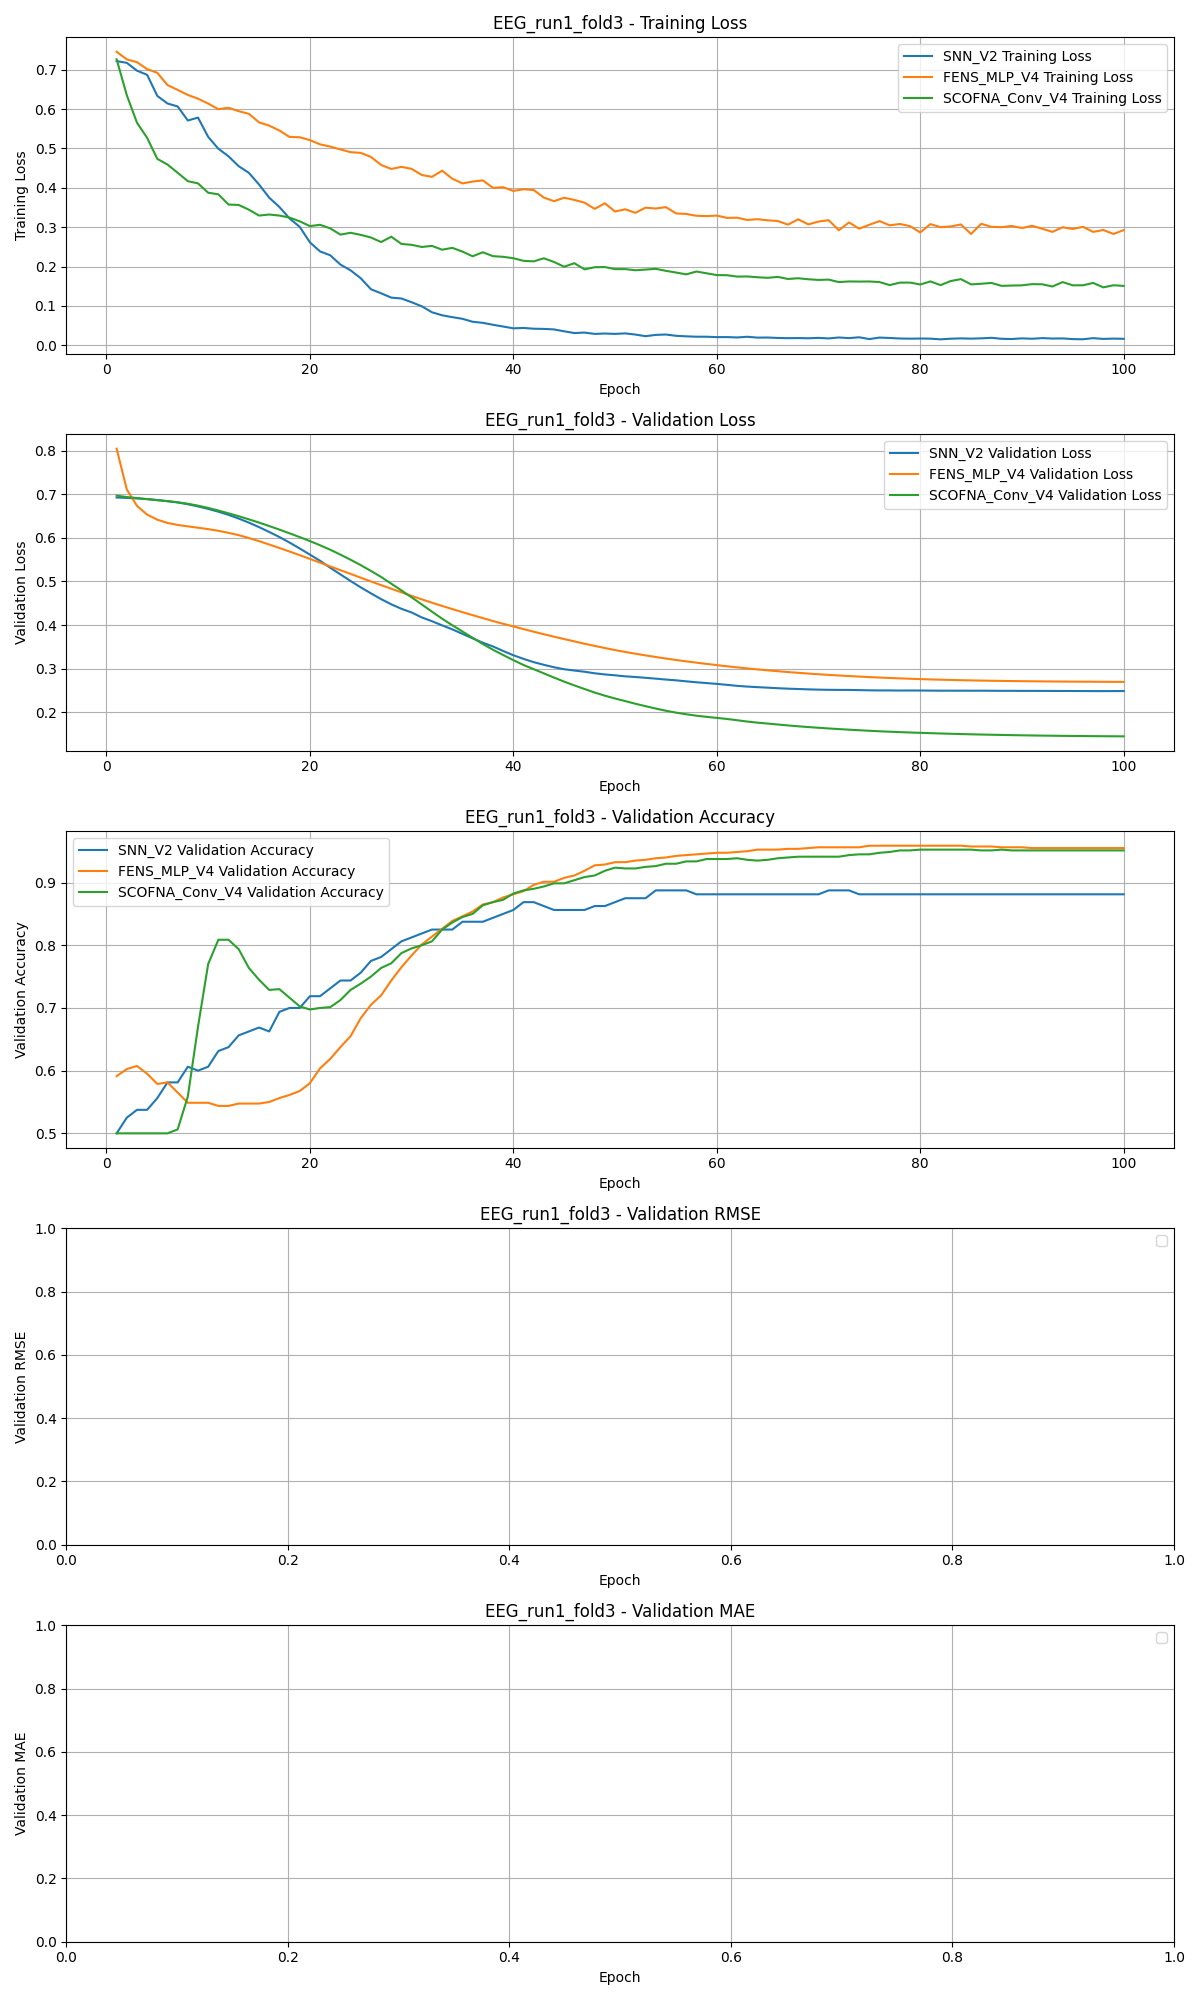 EEG_run1_fold3 - Training Loss
SNN_V2 Training Loss
FENS_MLP_V4 Training Loss
SCOFNA_Conv_V4 Training Loss
0.7
0.6
0.5
0.4
0.3
0.2
0.1
0.0
Training Loss
0 20 40 60 80 100
Epoch
EEG_run1_fold3 - Validation Loss
SNN_V2 Validation Loss
FENS_MLP_V4 Validation Loss
SCOFNA_Conv_V4 Validation Loss
0.8
0.7
0.6
0.5
0.4
0.3
0.2
Validation Loss
0 20 40 60 80 100
Epoch
EEG_run1_fold3 - Validation Accuracy
SNN_V2 Validation Accuracy
FENS_MLP_V4 Validation Accuracy
SCOFNA_Conv_V4 Validation Accuracy
0.9
0.8
0.7
0.6
0.5
Validation Accuracy
0 20 40 60 80 100
Epoch
EEG_run1_fold3 - Validation RMSE
1.0
0.8
0.6
0.4
0.2
0.0
Validation RMSE
0.0 0.2 0.4 0.6 0.8 1.0
Epoch
EEG_run1_fold3 - Validation MAE
1.0
0.8
0.6
0.4
0.2
0.0
Validation MAE
0.0 0.2 0.4 0.6 0.8 1.0
Epoch